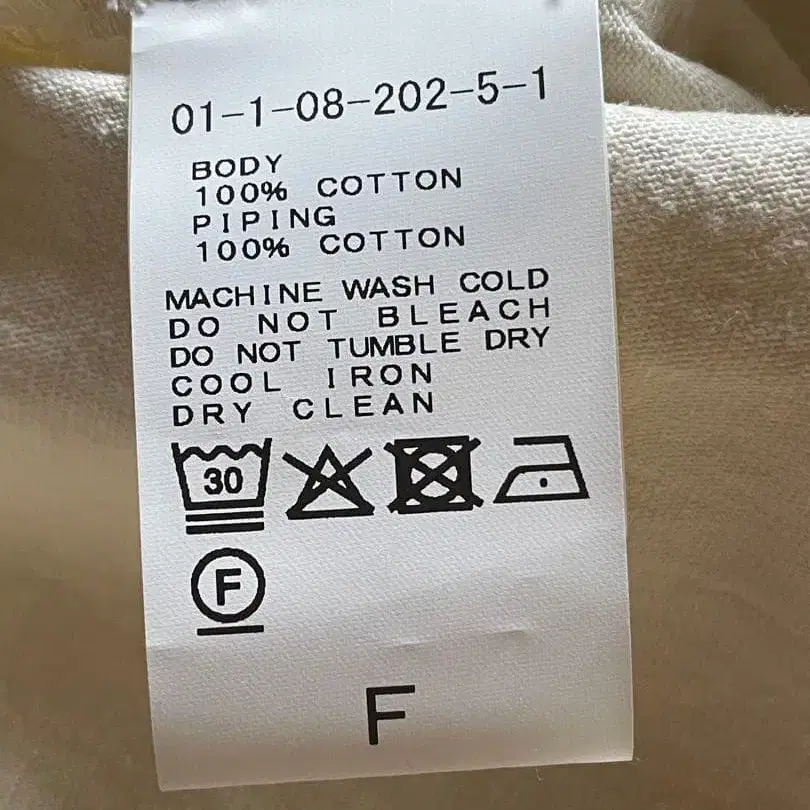 01-1-08-202-5-1
BODY
100% COTTON
PIPING
100% COTTON
MACHINE WASH COLD
DO NOT BLEACH
DO NOT TUMBLE DRY
COOL IRON
DRY CLEAN
30
F
F